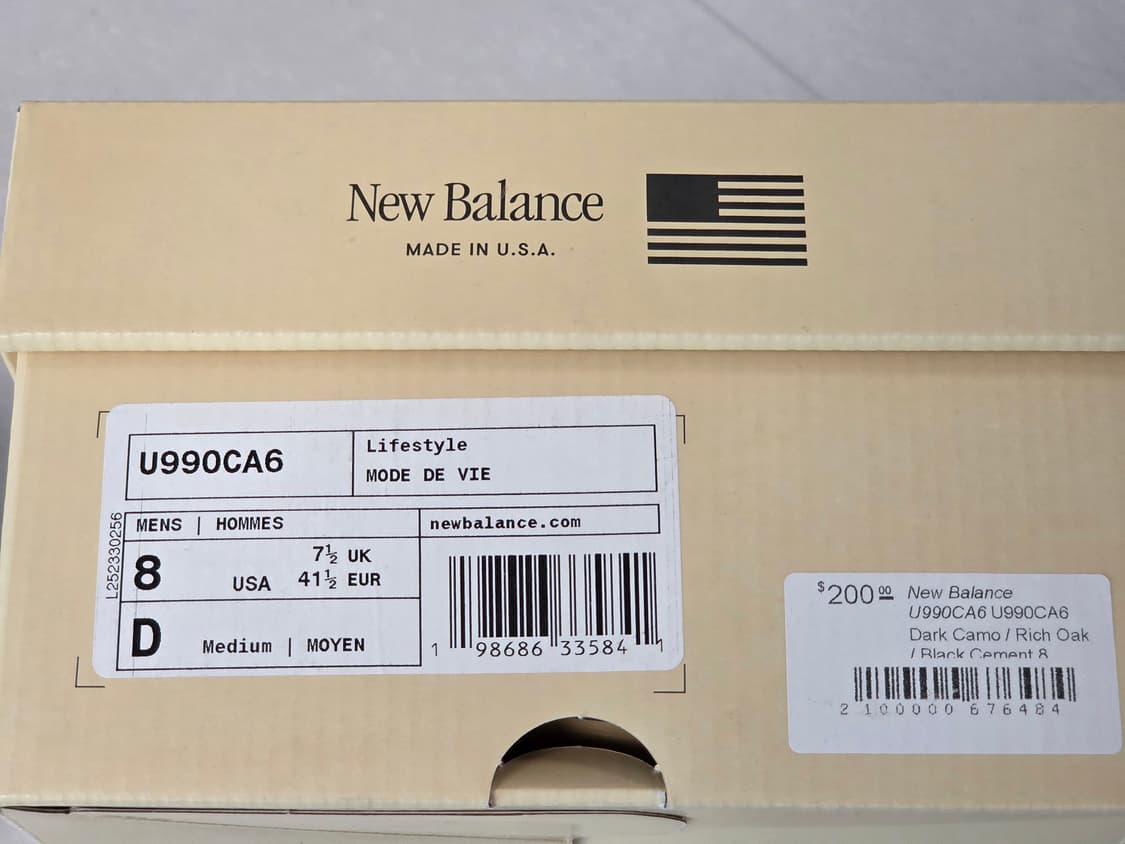 New Balance
MADE IN U.S.A.
U990CA6
Lifestyle
MODE DE VIE
L252330256
MENS | HOMMES
newbalance.com
8
USA
7½ UK
41½ EUR
D
Medium | MOYEN
1 98686 33584 1
$200 00
New Balance
U990CA6 U990CA6
Dark Camo / Rich Oak
/ Black Cement 8
2 100000 676484